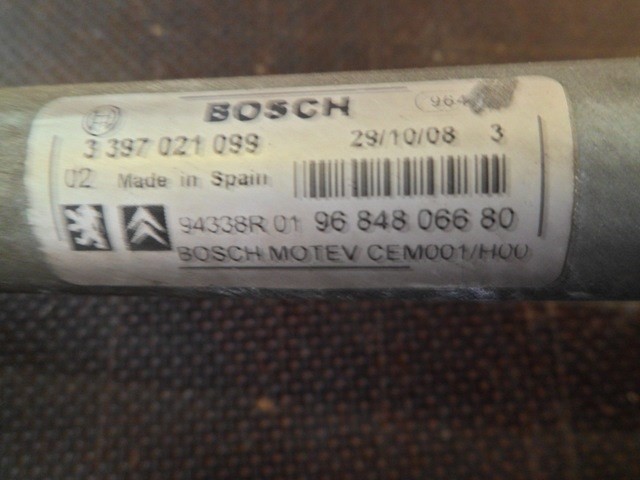 BOSCH 964
3 397 021 099 29/10/08 3
02 Made in Spain
94338R 01 96 848 066 80
BOSCH MOTEV CEM001/H00